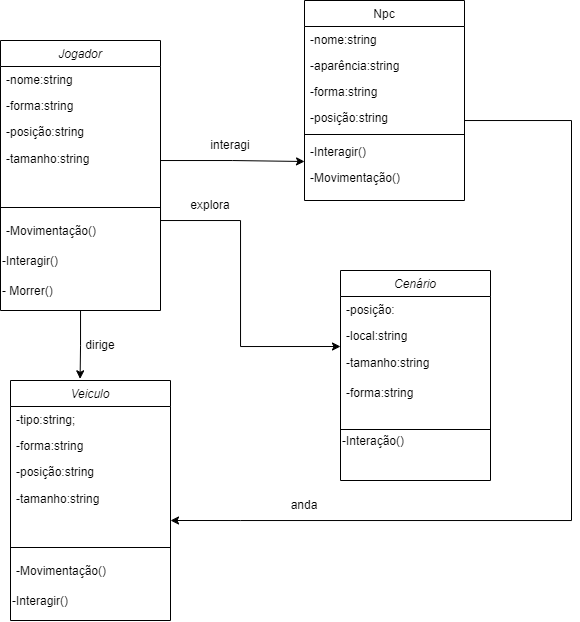 Jogador
-nome:string
-forma:string
-posição:string
-tamanho:string
-Movimentação()
-Interagir()
- Morrer()
interagi
Npc
-nome:string
-aparência:string
-forma:string
-posição:string
-Interagir()
-Movimentação()
explora
Cenário
-posição:
-local:string
-tamanho:string
-forma:string
-Interação()
dirige
Veiculo
-tipo:string;
-forma:string
-posição:string
-tamanho:string
-Movimentação()
-Interagir()
anda